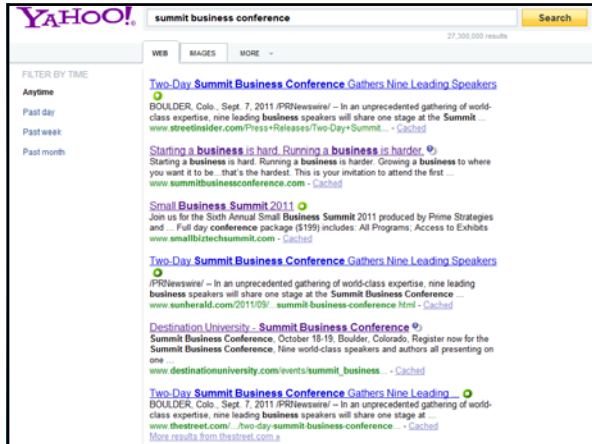 YAHOO!
summit business conference
Search
27,300,000 results
WEB
IMAGES
MORE
FILTER BY TIME
Anytime
Past day
Past week
Past month
Two-Day Summit Business Conference Gathers Nine Leading Speakers
BOULDER, Colo., Sept. 7, 2011 /PRNewswire/ -- In an unprecedented gathering of world-
class expertise, nine leading business speakers will share one stage at the Summit ...
www.streetinsider.com/Press+Releases/Two-Day+Summit... - Cached
Starting a business is hard. Running a business is harder.
Starting a business is hard. Running a business is harder. Growing a business to where
you want it to be...that's the hardest. This is your invitation to attend the first ...
www.summitbusinessconference.com - Cached
Small Business Summit 2011
Join us for the Sixth Annual Small Business Summit 2011 produced by Prime Strategies
and ... Full day conference package ($199) includes: All Programs; Access to Exhibits
www.smallbiztechsummit.com - Cached
Two-Day Summit Business Conference Gathers Nine Leading Speakers
/PRNewswire/ -- In an unprecedented gathering of world-class expertise, nine leading
business speakers will share one stage at the Summit Business Conference ...
www.sunherald.com/2011/09/...summit-business-conference.html - Cached
Destination University - Summit Business Conference
Summit Business Conference, October 18-19, Boulder, Colorado, Register now for the
Summit Business Conference, Nine world-class speakers and authors all presenting on
one ...
www.destinationuniversity.com/events/summit_business... - Cached
Two-Day Summit Business Conference Gathers Nine Leading ...
BOULDER, Colo., Sept. 7, 2011 /PRNewswire/ -- In an unprecedented gathering of world-
class expertise, nine leading business speakers will share one stage at ...
www.thestreet.com/.../two-day-summit-business-conference - Cached
More results from thestreet.com »